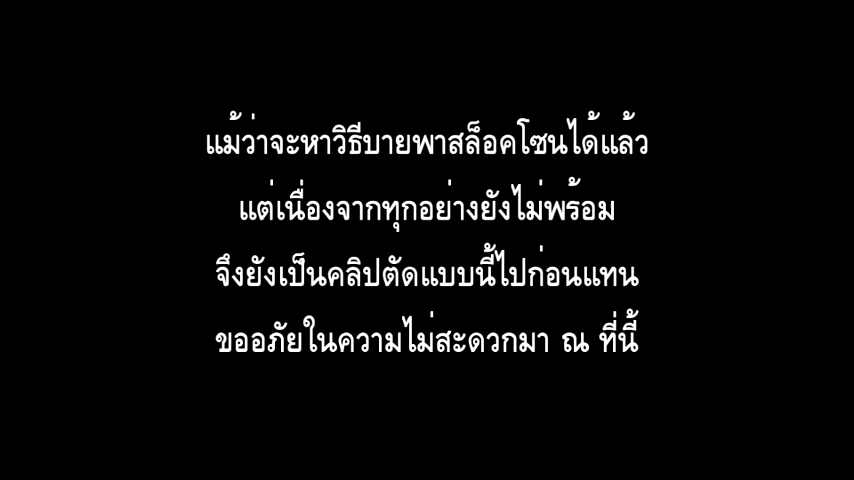 แม้ว่าจะหาวิธีบายพาสล็อคโซนได้แล้ว
แต่เนื่องจากทุกอย่างยังไม่พร้อม
จึงยังเป็นคลิปตัดแบบนี้ไปก่อนแทน
ขออภัยในความไม่สะดวกมา ณ ที่นี้